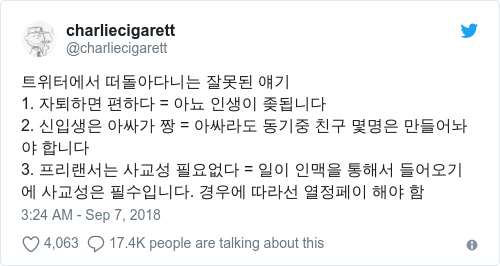 charliecigarett
@charliecigarett
트위터에서 떠돌아다니는 잘못된 얘기
1. 자퇴하면 편하다 = 아뇨 인생이 좆됩니다
2. 신입생은 아싸가 짱 = 아싸라도 동기중 친구 몇명은 만들어놔
야 합니다
3. 프리랜서는 사교성 필요없다 = 일이 인맥을 통해서 들어오기
에 사교성은 필수입니다. 경우에 따라선 열정페이 해야 함
3:24 AM - Sep 7, 2018
4,063 17.4K people are talking about this